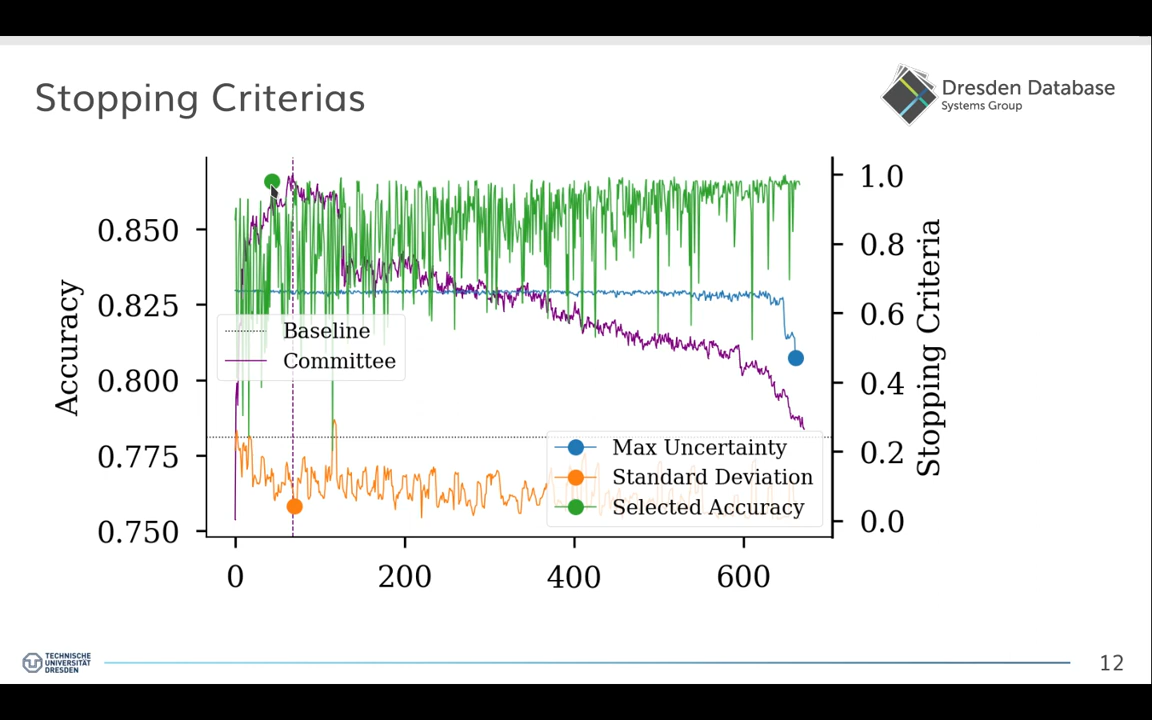 Stopping Criterias
Dresden Database
Systems Group
Accuracy
0.850
0.825
0.800
0.775
0.750
Baseline
Committee
Max Uncertainty
Standard Deviation
Selected Accuracy
1.0
0.8
0.6
0.4
0.2
0.0
Stopping Criteria
0
200
400
600
TECHNISCHE
UNIVERSITÄT
DRESDEN
12